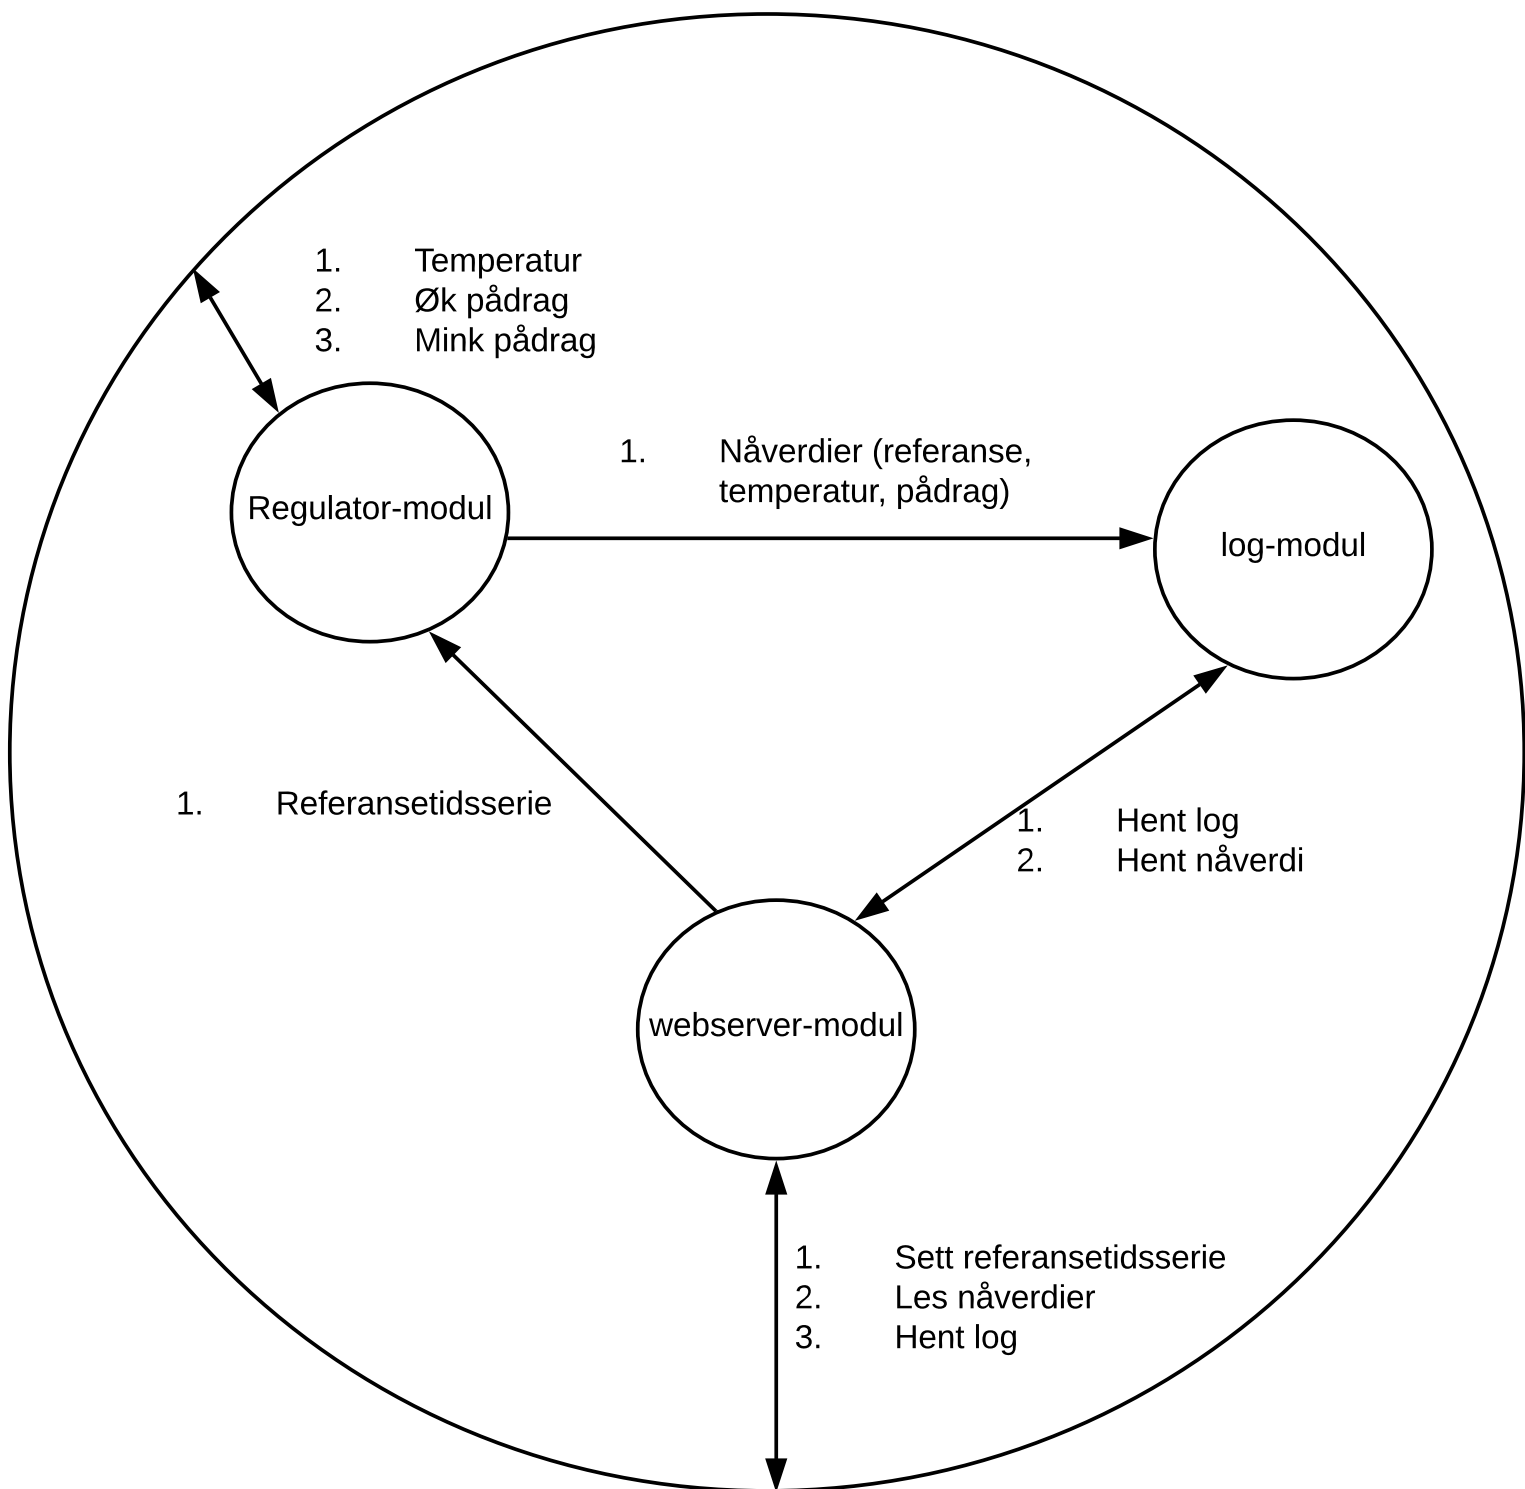 1. Temperatur
2. Øk pådrag
3. Mink pådrag
1. Nåverdier (referanse,
temperatur, pådrag)
Regulator-modul
log-modul
1. Referansetidsserie
1. Hent log
2. Hent nåverdi
webserver-modul
1. Sett referansetidsserie
2. Les nåverdier
3. Hent log